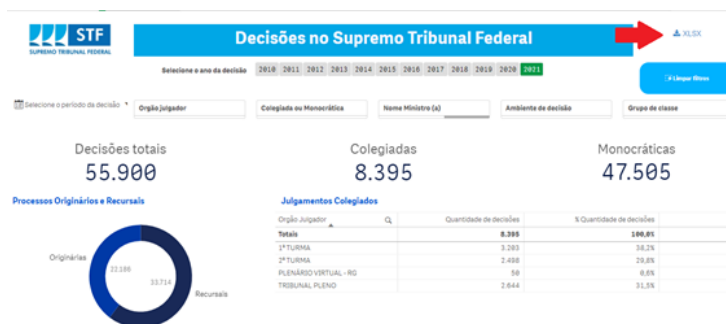 STF
SUPREMO TRIBUNAL FEDERAL
Decisões no Supremo Tribunal Federal
XLSX
Selecione o ano da decisão 2010 2011 2012 2013 2014 2015 2016 2017 2018 2019 2020 2021
Limpar filtros
Selecione o período da decisão
Orgão julgador
Colegiada ou Monocrática
Nome Ministro (a)
Ambiente de decisão
Grupo de classe
Decisões totais
55.900
Colegiadas
8.395
Monocráticas
47.505
Processos Originários e Recursais
Originárias
33.714
Recursais
Julgamentos Colegiados
Orgão Julgador Quantidade de decisões % Quantidade de decisões
Totais 8.395 100,0%
1ª TURMA 3.203 38,2%
2ª TURMA 2.498 29,8%
PLENÁRIO VIRTUAL - RG 50 0,6%
TRIBUNAL PLENO 2.644 31,5%